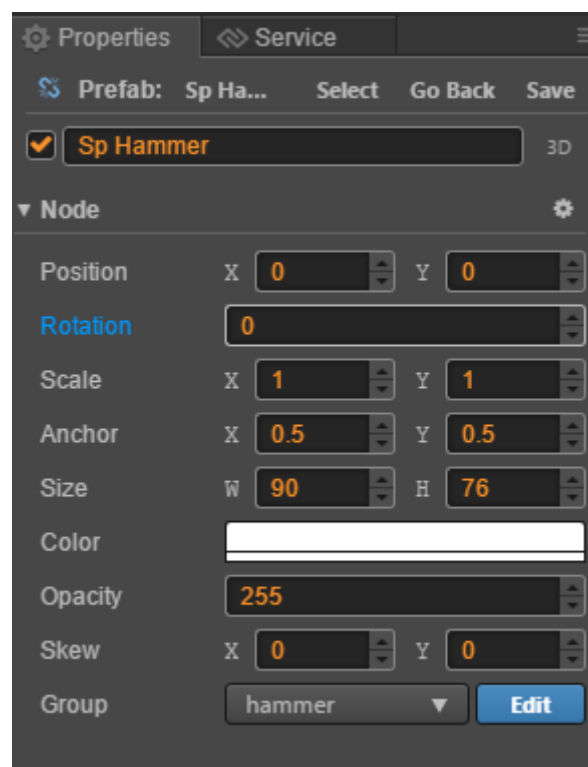 Properties Service
Prefab: Sp Ha... Select Go Back Save
Sp Hammer 3D
Node
Position X 0 Y 0
Rotation 0
Scale X 1 Y 1
Anchor X 0.5 Y 0.5
Size W 90 H 76
Color
Opacity 255
Skew X 0 Y 0
Group hammer Edit